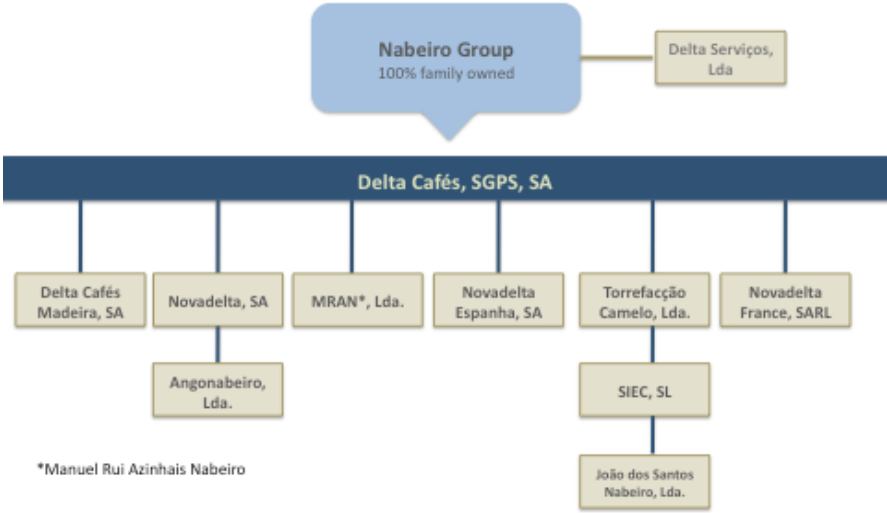 Nabeiro Group
100% family owned
Delta Serviços,
Lda
Delta Cafés, SGPS, SA
Delta Cafés
Madeira, SA
Novadelta, SA
MRAN*, Lda.
Novadelta
Espanha, SA
Torrefacção
Camelo, Lda.
Novadelta
France, SARL
Angonabeiro,
Lda.
SIEC, SL
João dos Santos
Nabeiro, Lda.
*Manuel Rui Azinhais Nabeiro